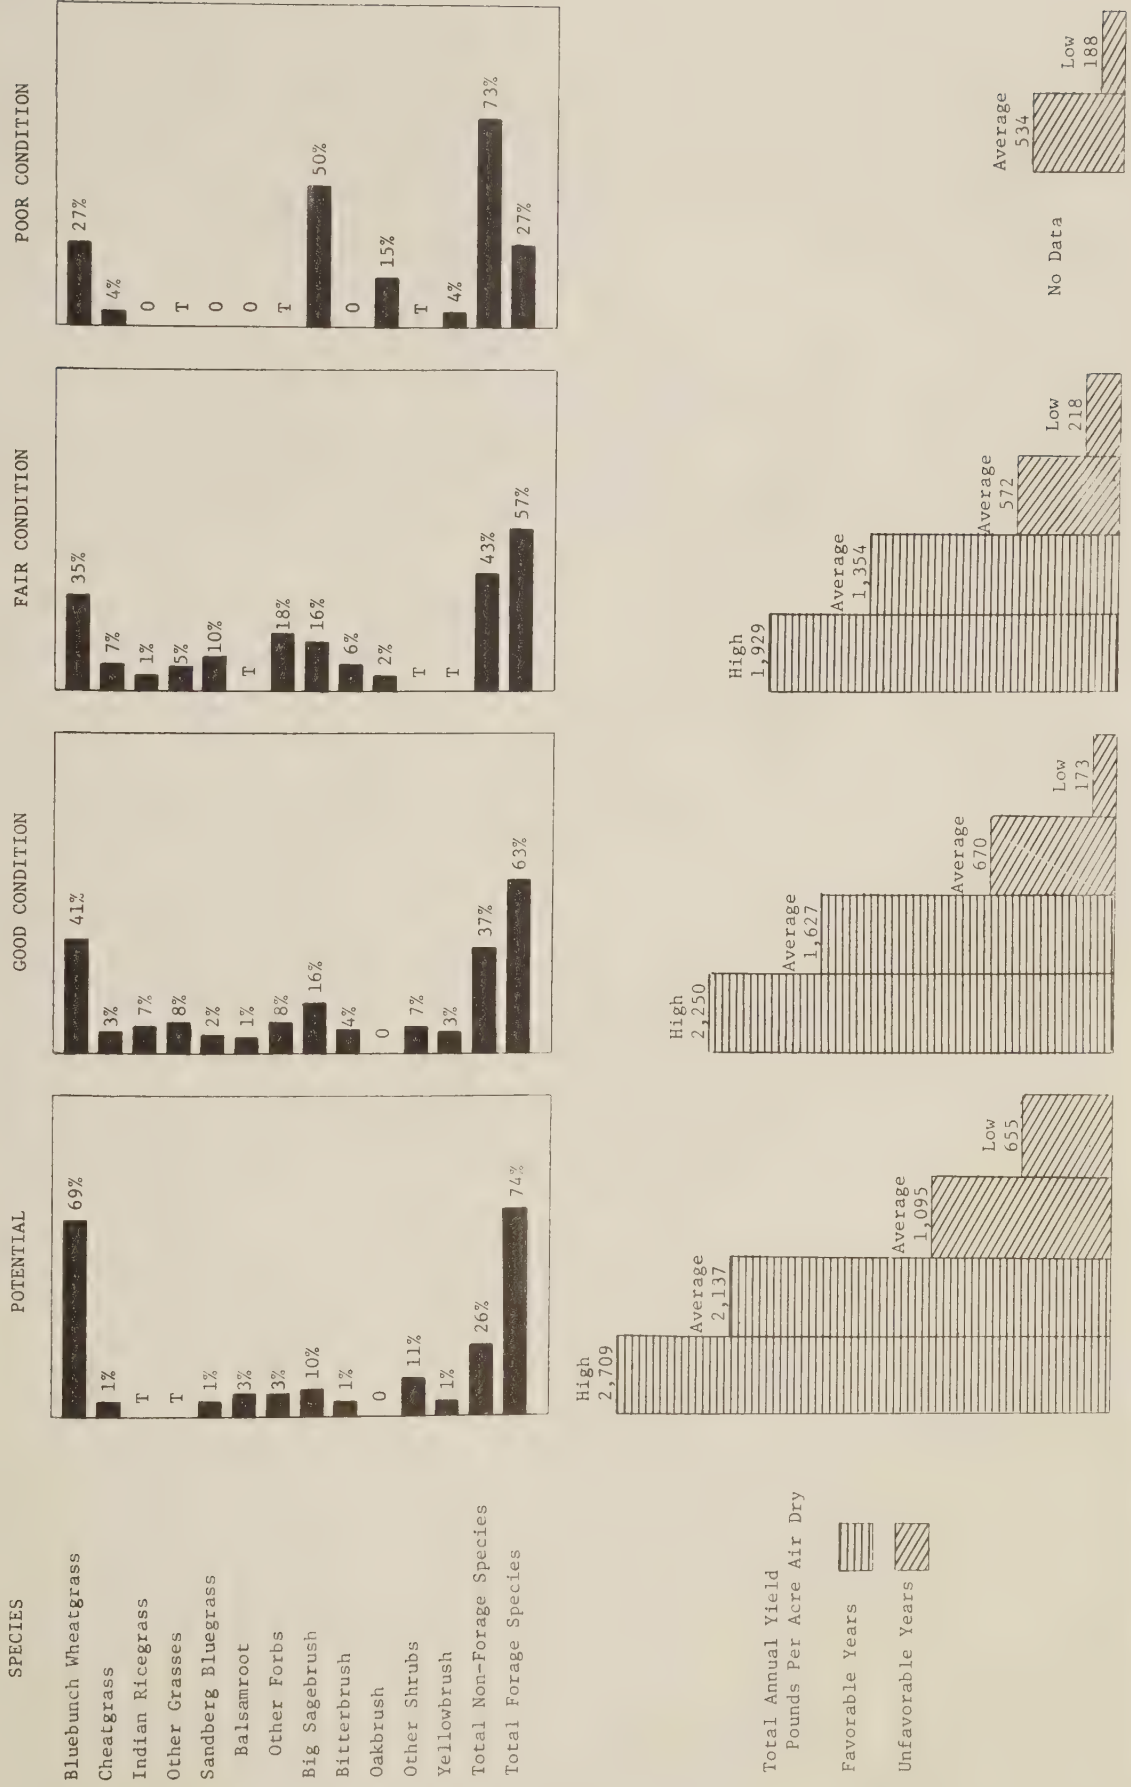 SPECIES POTENTIAL GOOD CONDITION FAIR CONDITION POOR CONDITION
Bluebunch Wheatgrass 69% 41% 35% 27%
Cheatgrass 1% 3% 7% 4%
Indian Ricegrass T 7% 1% 0
Other Grasses T 8% 5% T
Sandberg Bluegrass 1% 2% 10% 0
Balsamroot 3% 1% T 0
Other Forbs 3% 8% 18% T
Big Sagebrush 10% 16% 16% 50%
Bitterbrush 1% 4% 6% 0
Oakbrush 0 0 2% 15%
Other Shrubs 11% 7% T T
Yellowbrush 1% 3% T 4%
Total Non-Forage Species 26% 37% 43% 73%
Total Forage Species 74% 63% 57% 27%
Total Annual Yield
Pounds Per Acre Air Dry
Favorable Years
Unfavorable Years
High
2,709
Average
2,137
Average
1,095
Low
655
High
2,250
Average
1,627
Average
670
Low
173
High
1,929
Average
1,354
Average
572
Low
218
No Data
Average
534
Low
188